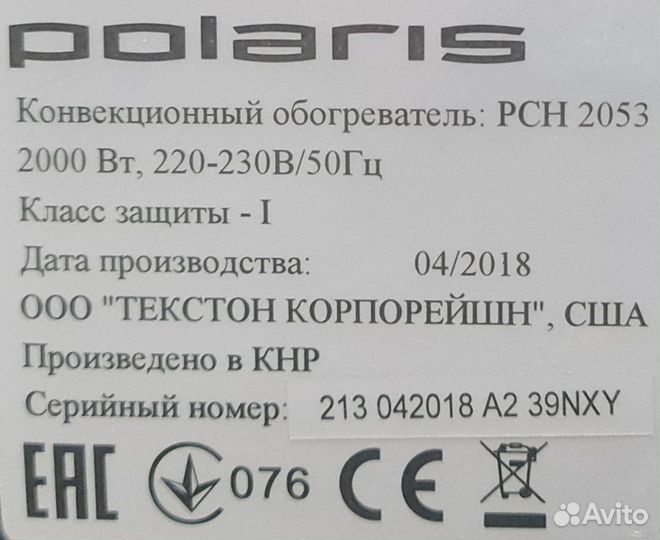 polaris
Конвекционный обогреватель: PCH 2053
2000 Вт, 220-230В/50Гц
Класс защиты - I
Дата производства: 04/2018
ООО "ТЕКСТОН КОРПОРЕЙШН", США
Произведено в КНР
Серийный номер: 213 042018 A2 39NXY
EAC 076 CE
Avito